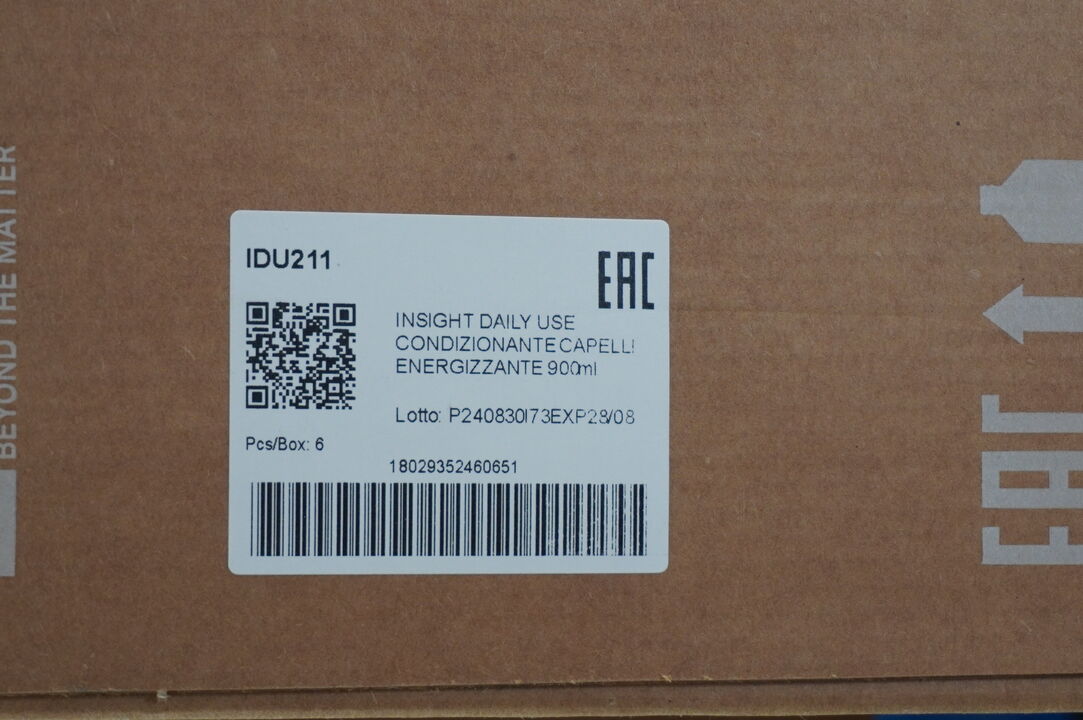 BEYOND THE MATTER
IDU211
EAC
INSIGHT DAILY USE
CONDIZIONANTE CAPELLI
ENERGIZZANTE 900ml
Lotto: P240830I73EXP28/08
Pcs/Box: 6
18029352460651
EAC